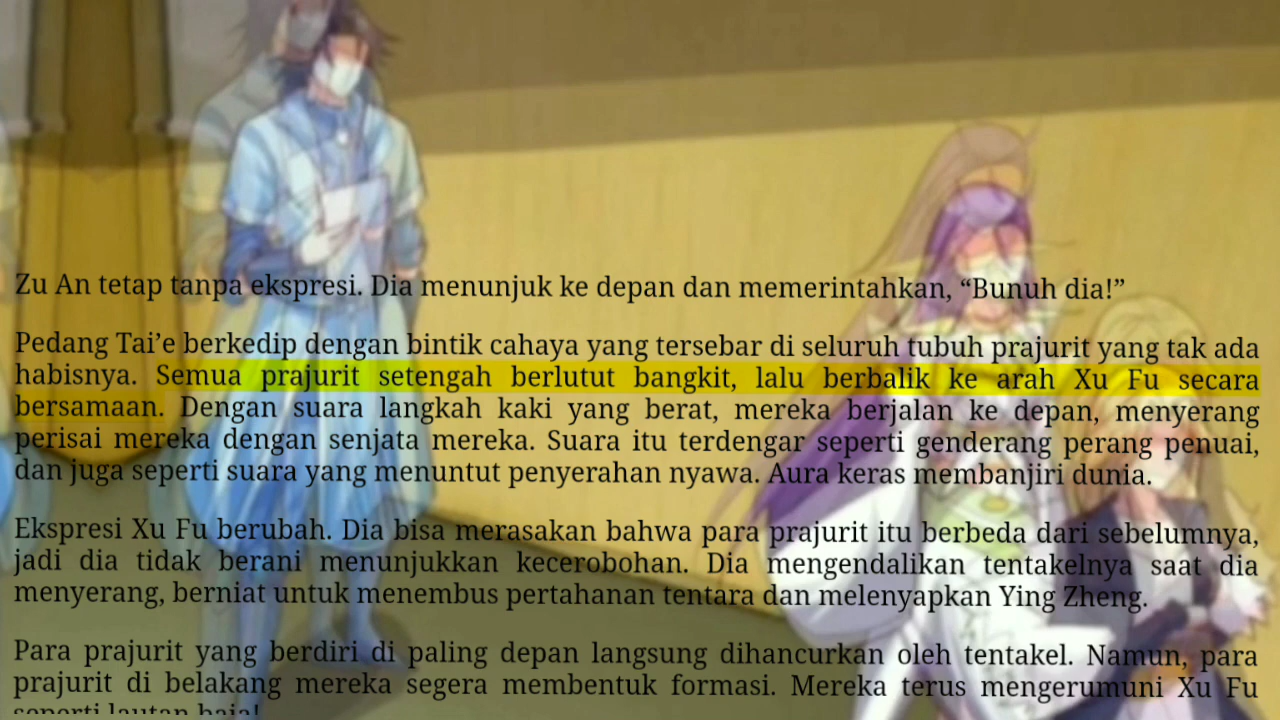 Zu An tetap tanpa ekspresi. Dia menunjuk ke depan dan memerintahkan, “Bunuh dia!”
Pedang Tai’e berkedip dengan bintik cahaya yang tersebar di seluruh tubuh prajurit yang tak ada
habisnya. Semua prajurit setengah berlutut bangkit, lalu berbalik ke arah Xu Fu secara
bersamaan. Dengan suara langkah kaki yang berat, mereka berjalan ke depan, menyerang
perisai mereka dengan senjata mereka. Suara itu terdengar seperti genderang perang penuai,
dan juga seperti suara yang menuntut penyerahan nyawa. Aura keras membanjiri dunia.
Ekspresi Xu Fu berubah. Dia bisa merasakan bahwa para prajurit itu berbeda dari sebelumnya,
jadi dia tidak berani menunjukkan kecerobohan. Dia mengendalikan tentakelnya saat dia
menyerang, berniat untuk menembus pertahanan tentara dan melenyapkan Ying Zheng.
Para prajurit yang berdiri di paling depan langsung dihancurkan oleh tentakel. Namun, para
prajurit di belakang mereka segera membentuk formasi. Mereka terus mengerumuni Xu Fu
seperti lautan baja!